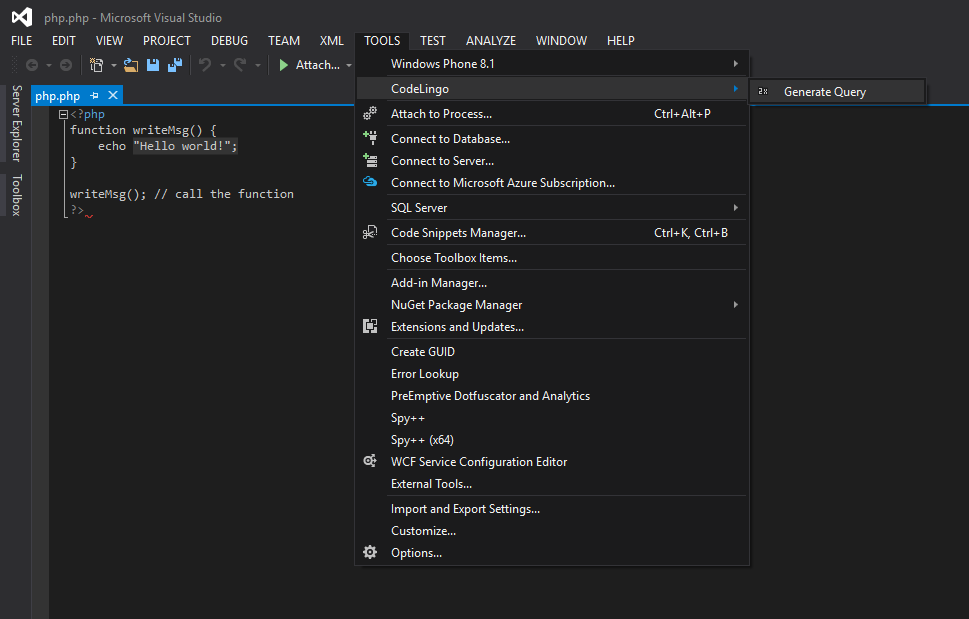 php.php - Microsoft Visual Studio
FILE EDIT VIEW PROJECT DEBUG TEAM XML TOOLS TEST ANALYZE WINDOW HELP
Attach...
Server Explorer
Toolbox
php.php
<?php
function writeMsg() {
echo "Hello world!";
}
writeMsg(); // call the function
?>
Windows Phone 8.1
CodeLingo
Generate Query
Attach to Process... Ctrl+Alt+P
Connect to Database...
Connect to Server...
Connect to Microsoft Azure Subscription...
SQL Server
Code Snippets Manager... Ctrl+K, Ctrl+B
Choose Toolbox Items...
Add-in Manager...
NuGet Package Manager
Extensions and Updates...
Create GUID
Error Lookup
PreEmptive Dotfuscator and Analytics
Spy++
Spy++ (x64)
WCF Service Configuration Editor
External Tools...
Import and Export Settings...
Customize...
Options...